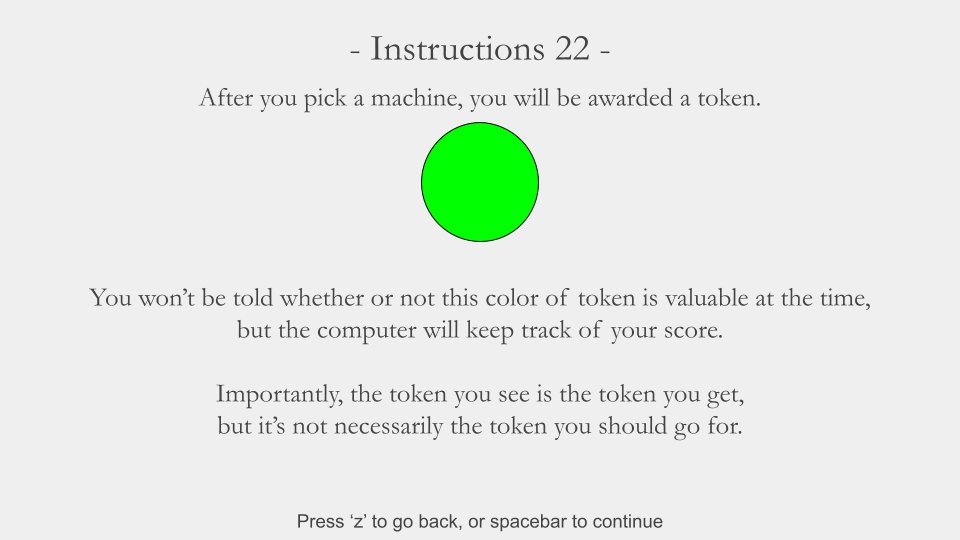 - Instructions 22 -
After you pick a machine, you will be awarded a token.
You won’t be told whether or not this color of token is valuable at the time,
but the computer will keep track of your score.
Importantly, the token you see is the token you get,
but it’s not necessarily the token you should go for.
Press ‘z’ to go back, or spacebar to continue